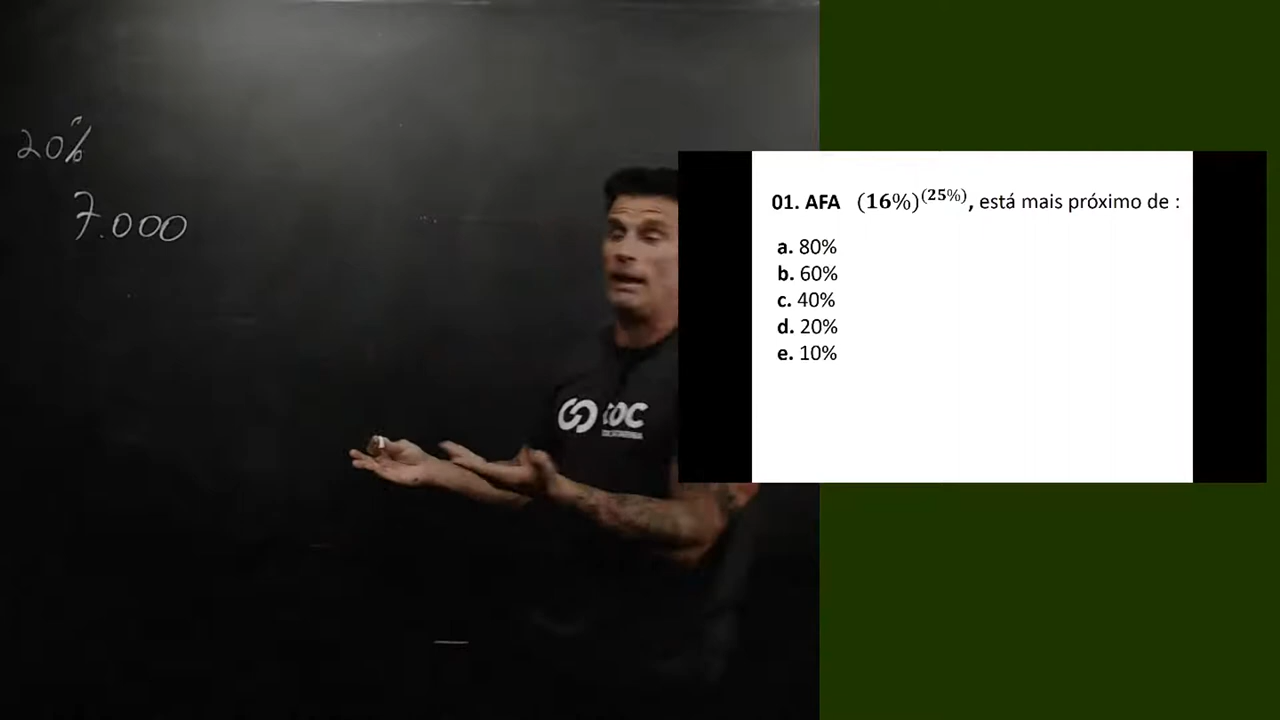 20%
7.000
COC
01. AFA (16%)^(25%), está mais próximo de :
a. 80%
b. 60%
c. 40%
d. 20%
e. 10%